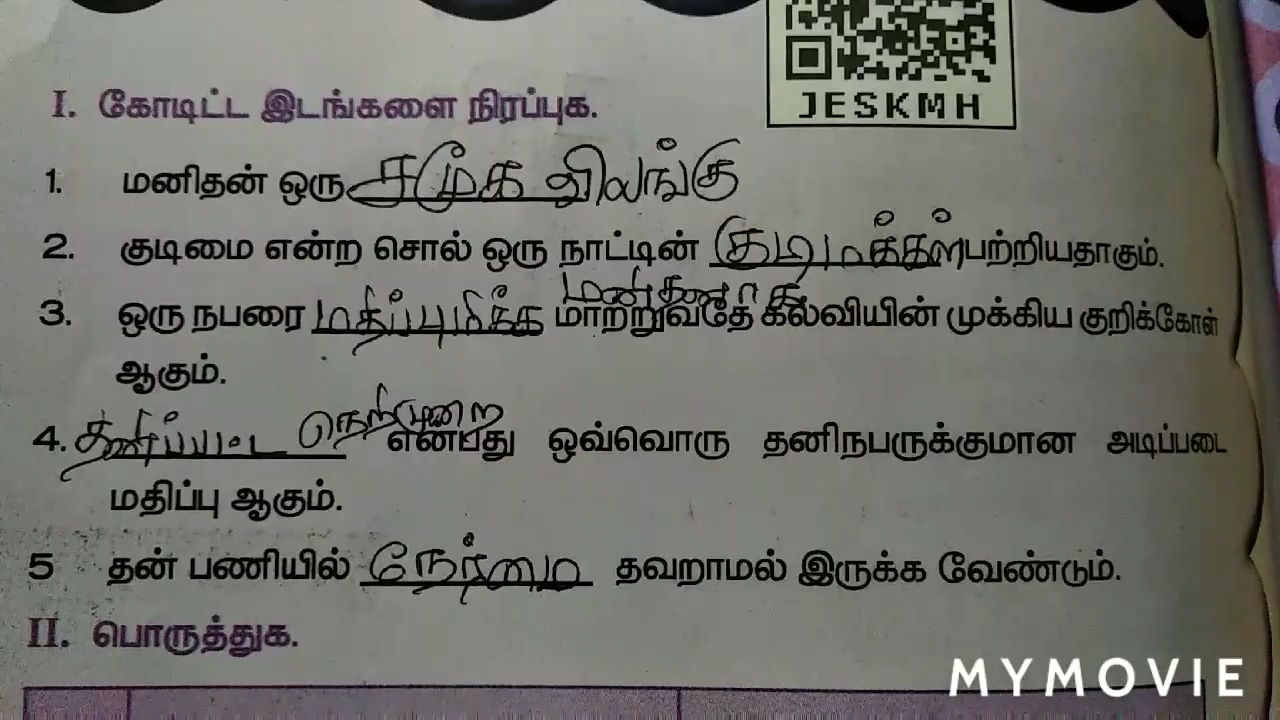 JESKMH
I. கோடிட்ட இடங்களை நிரப்புக.
1. மனிதன் ஒரு சமூக விலங்கு
2. குடிமை என்ற சொல் ஒரு நாட்டின் குடிமக்கள் பற்றியதாகும்.
மனிதனாக
3. ஒரு நபரை மதிப்புமிக்க மாற்றுவதே கல்வியின் முக்கிய குறிக்கோள்
ஆகும்.
4. தனிப்பட்ட நெறிமுறை என்பது ஒவ்வொரு தனிநபருக்குமான அடிப்படை
மதிப்பு ஆகும்.
5 தன் பணியில் நேர்மை தவறாமல் இருக்க வேண்டும்.
II. பொருத்துக.
MYMOVIE